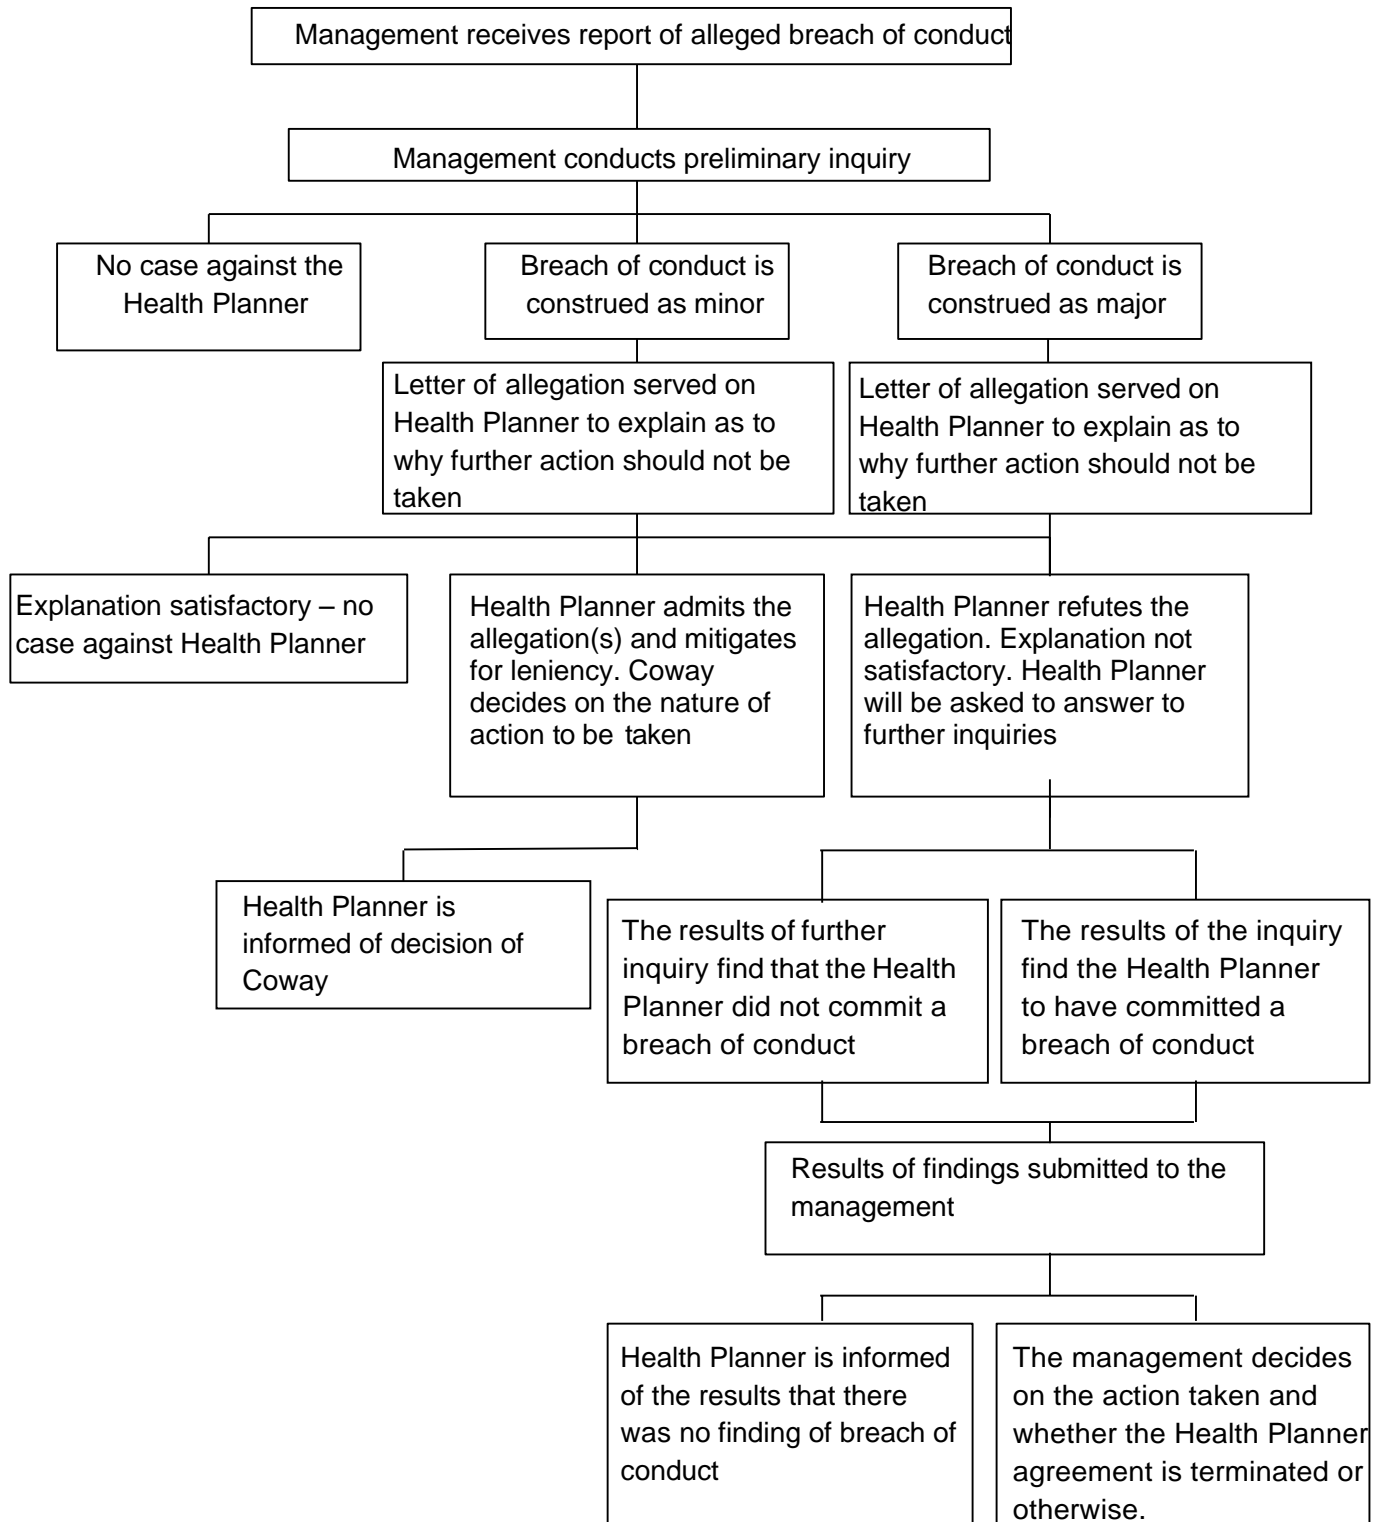 Management receives report of alleged breach of conduct
Management conducts preliminary inquiry
No case against the
Health Planner
Breach of conduct is
construed as minor
Breach of conduct is
construed as major
Letter of allegation served on
Health Planner to explain as to
why further action should not be
taken
Letter of allegation served on
Health Planner to explain as to
why further action should not be
taken
Explanation satisfactory – no
case against Health Planner
Health Planner admits the
allegation(s) and mitigates
for leniency. Coway
decides on the nature of
action to be taken
Health Planner refutes the
allegation. Explanation not
satisfactory. Health Planner
will be asked to answer to
further inquiries
Health Planner is
informed of decision of
Coway
The results of further
inquiry find that the Health
Planner did not commit a
breach of conduct
The results of the inquiry
find the Health Planner
to have committed a
breach of conduct
Results of findings submitted to the
management
Health Planner is informed
of the results that there
was no finding of breach of
conduct
The management decides
on the action taken and
whether the Health Planner
agreement is terminated or
otherwise.